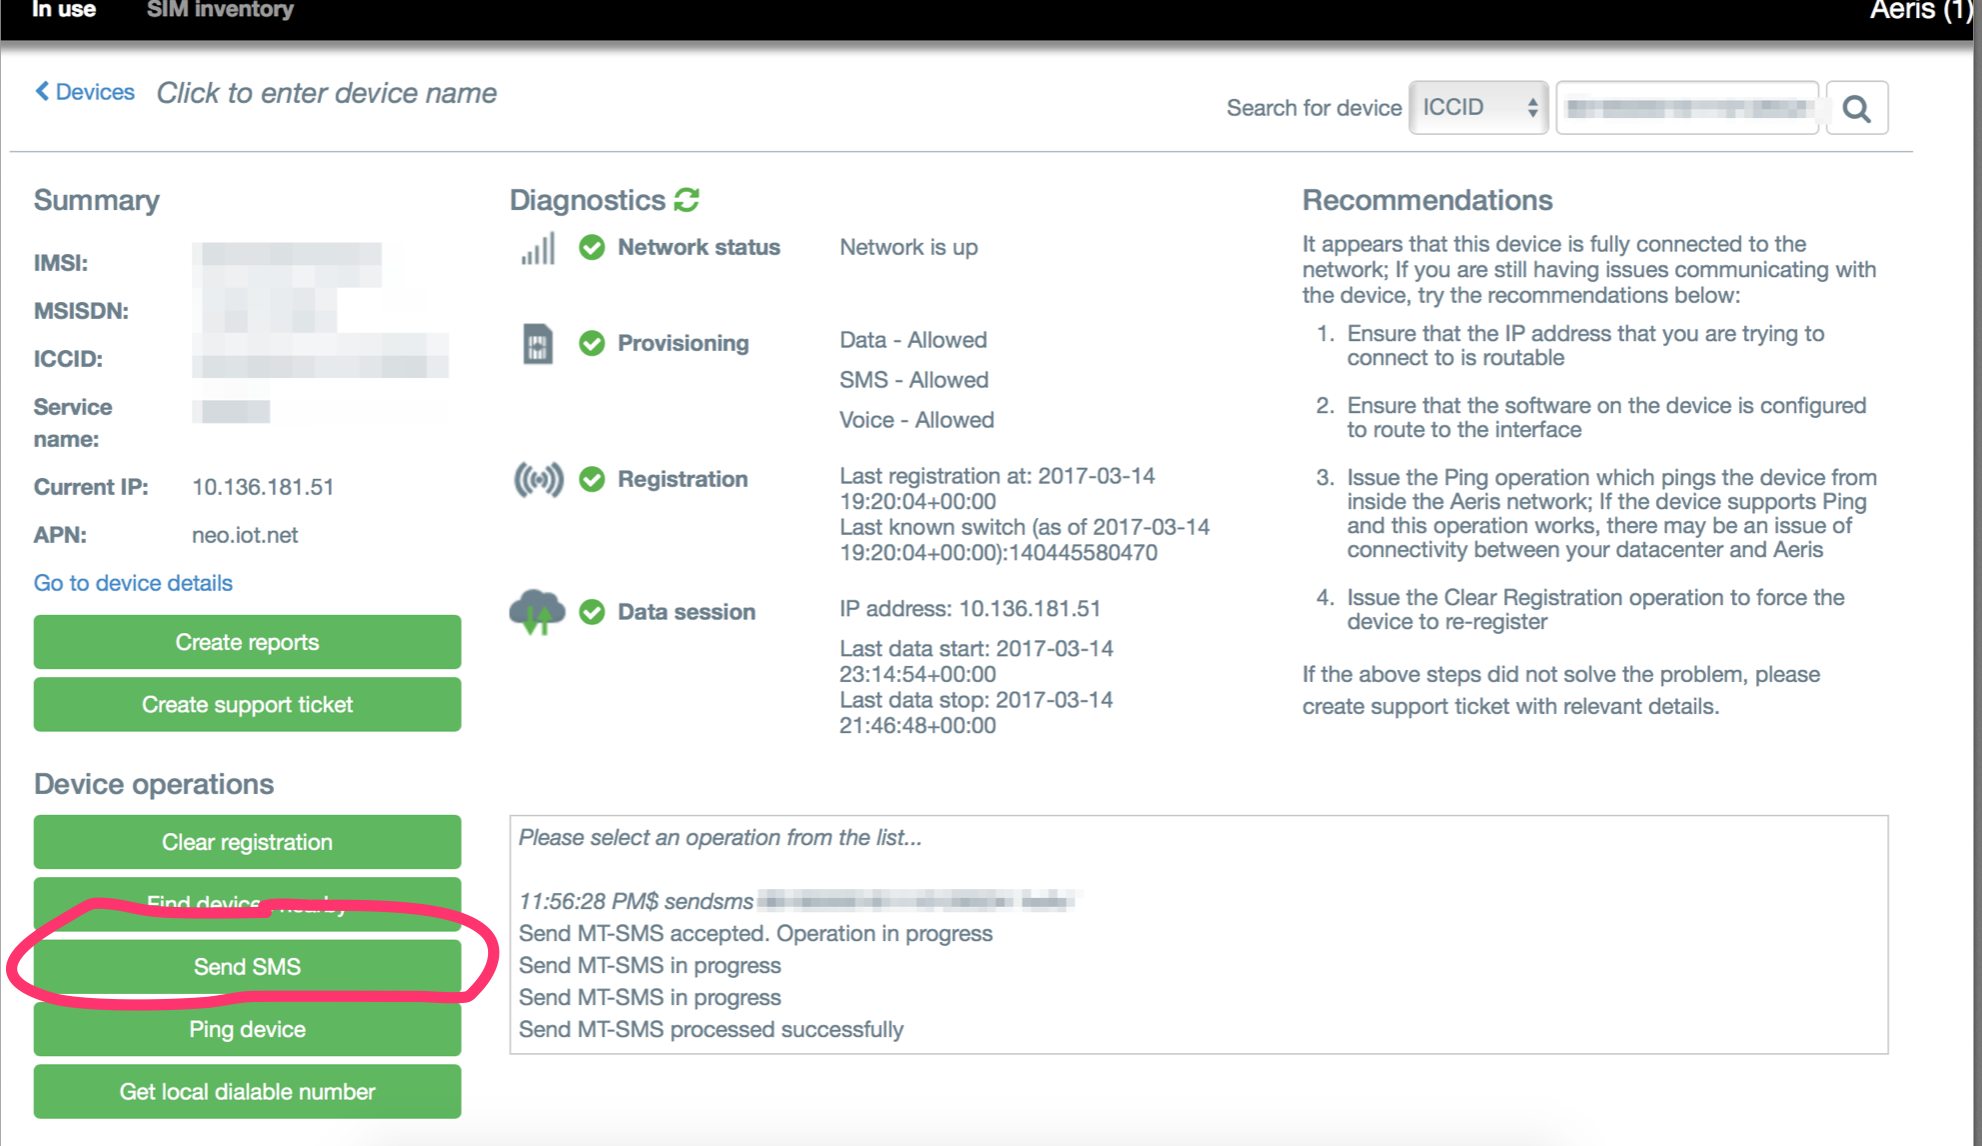 In use
SIM inventory
Aeris (1)
Devices
Click to enter device name
Search for device
ICCID
Summary
IMSI:
MSISDN:
ICCID:
Service
name:
Current IP: 10.136.181.51
APN: neo.iot.net
Go to device details
Create reports
Create support ticket
Diagnostics
Network status Network is up
Provisioning Data - Allowed
SMS - Allowed
Voice - Allowed
Registration Last registration at: 2017-03-14
19:20:04+00:00
Last known switch (as of 2017-03-14
19:20:04+00:00):140445580470
Data session IP address: 10.136.181.51
Last data start: 2017-03-14
23:14:54+00:00
Last data stop: 2017-03-14
21:46:48+00:00
Recommendations
It appears that this device is fully connected to the
network; If you are still having issues communicating with
the device, try the recommendations below:
1. Ensure that the IP address that you are trying to
connect to is routable
2. Ensure that the software on the device is configured
to route to the interface
3. Issue the Ping operation which pings the device from
inside the Aeris network; If the device supports Ping
and this operation works, there may be an issue of
connectivity between your datacenter and Aeris
4. Issue the Clear Registration operation to force the
device to re-register
If the above steps did not solve the problem, please
create support ticket with relevant details.
Device operations
Clear registration
Find devices nearby
Send SMS
Ping device
Get local dialable number
Please select an operation from the list...
11:56:28 PM$ sendsms
Send MT-SMS accepted. Operation in progress
Send MT-SMS in progress
Send MT-SMS in progress
Send MT-SMS processed successfully